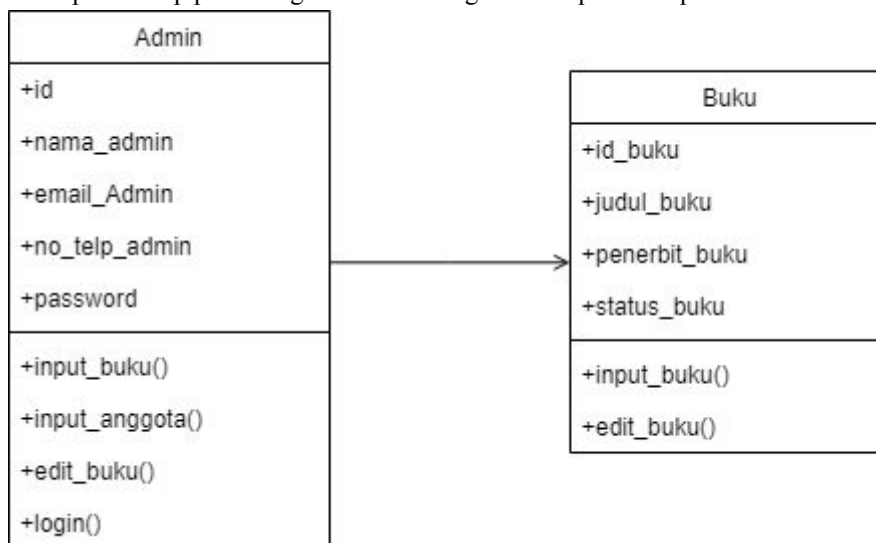 Admin
+id
+nama_admin
+email_Admin
+no_telp_admin
+password
+input_buku()
+input_anggota()
+edit_buku()
+login()
Buku
+id_buku
+judul_buku
+penerbit_buku
+status_buku
+input_buku()
+edit_buku()